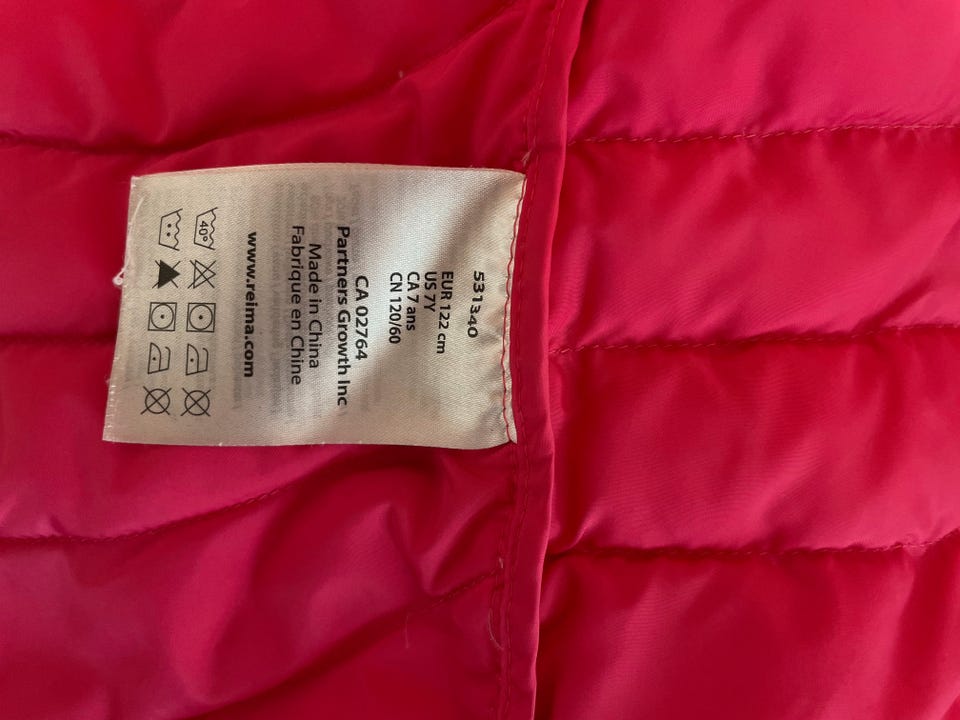 531340
EUR 122 cm
US 7Y
CA 7 ans
CN 120/60
CA 02764
Partners Growth Inc
Made in China
Fabrique en Chine
www.reima.com
40°